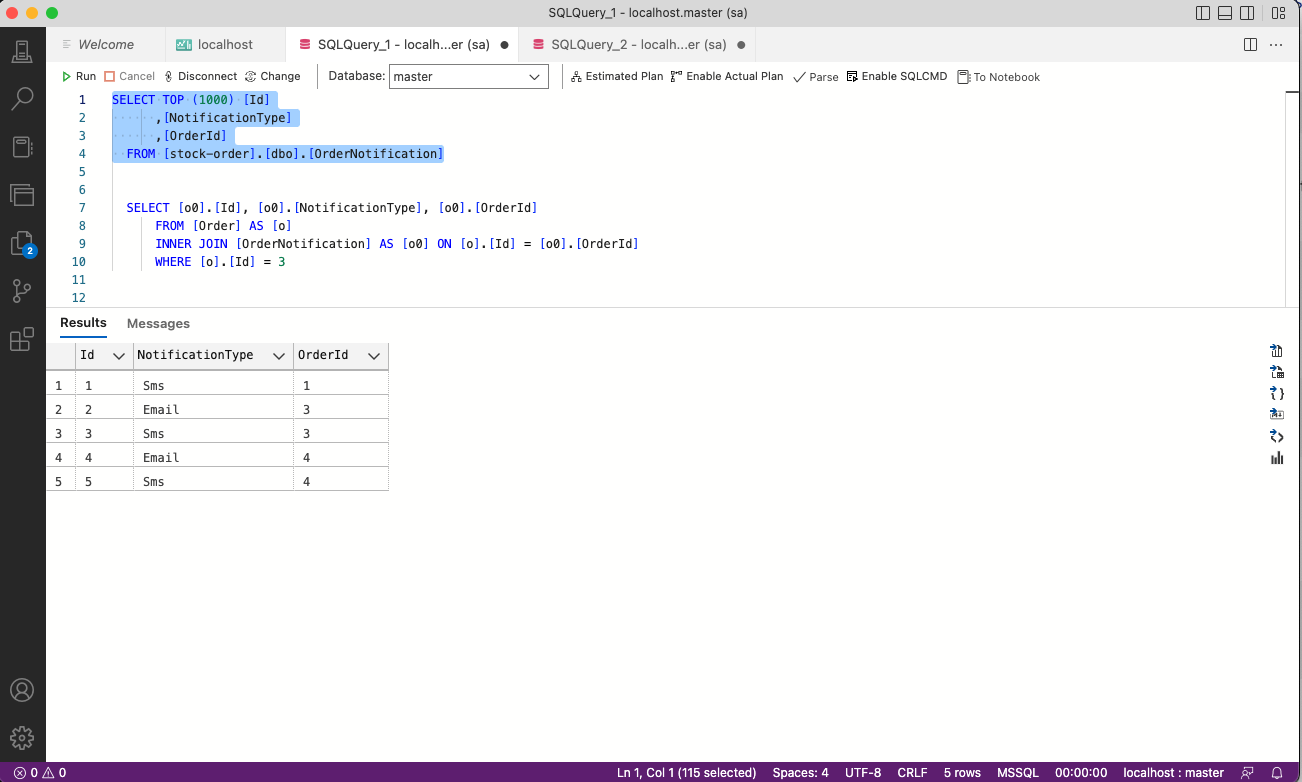 SQLQuery_1 - localhost.master (sa)
Welcome
localhost
SQLQuery_1 - localh...er (sa)
SQLQuery_2 - localh...er (sa)
Run
Cancel
Disconnect
Change
Database:
master
Estimated Plan
Enable Actual Plan
Parse
Enable SQLCMD
To Notebook
1 SELECT TOP (1000) [Id]
2 ,[NotificationType]
3 ,[OrderId]
4 FROM [stock-order].[dbo].[OrderNotification]
5
6
7 SELECT [o0].[Id], [o0].[NotificationType], [o0].[OrderId]
8 FROM [Order] AS [o]
9 INNER JOIN [OrderNotification] AS [o0] ON [o].[Id] = [o0].[OrderId]
10 WHERE [o].[Id] = 3
11
12
2
Results Messages
Id NotificationType OrderId
1 1 Sms 1
2 2 Email 3
3 3 Sms 3
4 4 Email 4
5 5 Sms 4
0 0 Ln 1, Col 1 (115 selected) Spaces: 4 UTF-8 CRLF 5 rows MSSQL 00:00:00 localhost : master